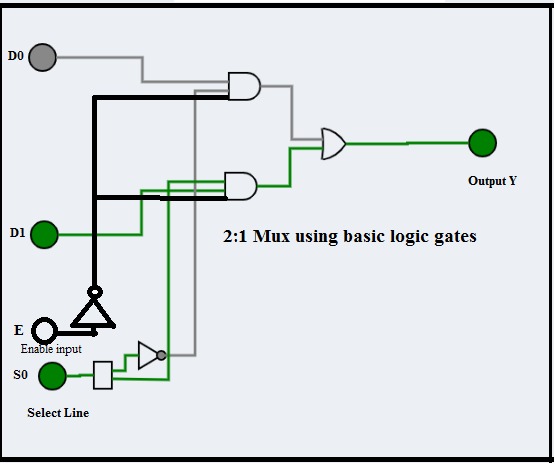 D0
Output Y
D1
2:1 Mux using basic logic gates
E
Enable input
S0
Select Line